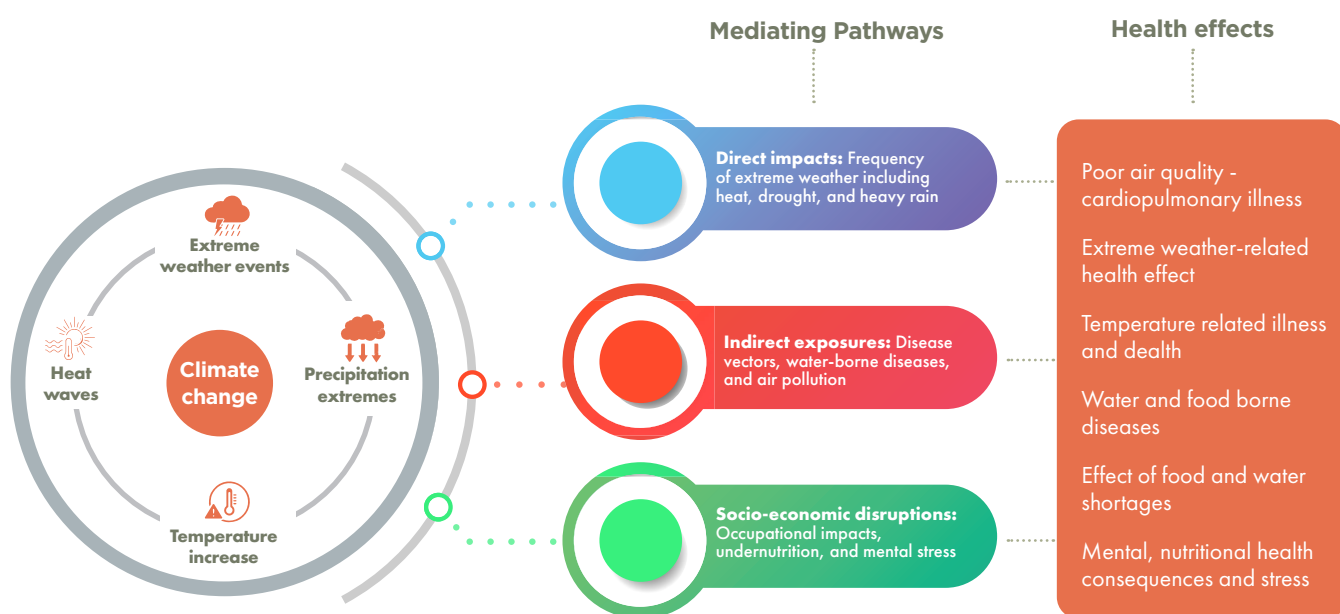 Mediating Pathways
Health effects
Extreme
weather events
Heat
waves
Climate
change
Precipitation
extremes
Temperature
increase
Direct impacts: Frequency
of extreme weather including
heat, drought, and heavy rain
Indirect exposures: Disease
vectors, water-borne diseases,
and air pollution
Socio-economic disruptions:
Occupational impacts,
undernutrition, and mental stress
Poor air quality -
cardiopulmonary illness
Extreme weather-related
health effect
Temperature related illness
and dealth
Water and food borne
diseases
Effect of food and water
shortages
Mental, nutritional health
consequences and stress